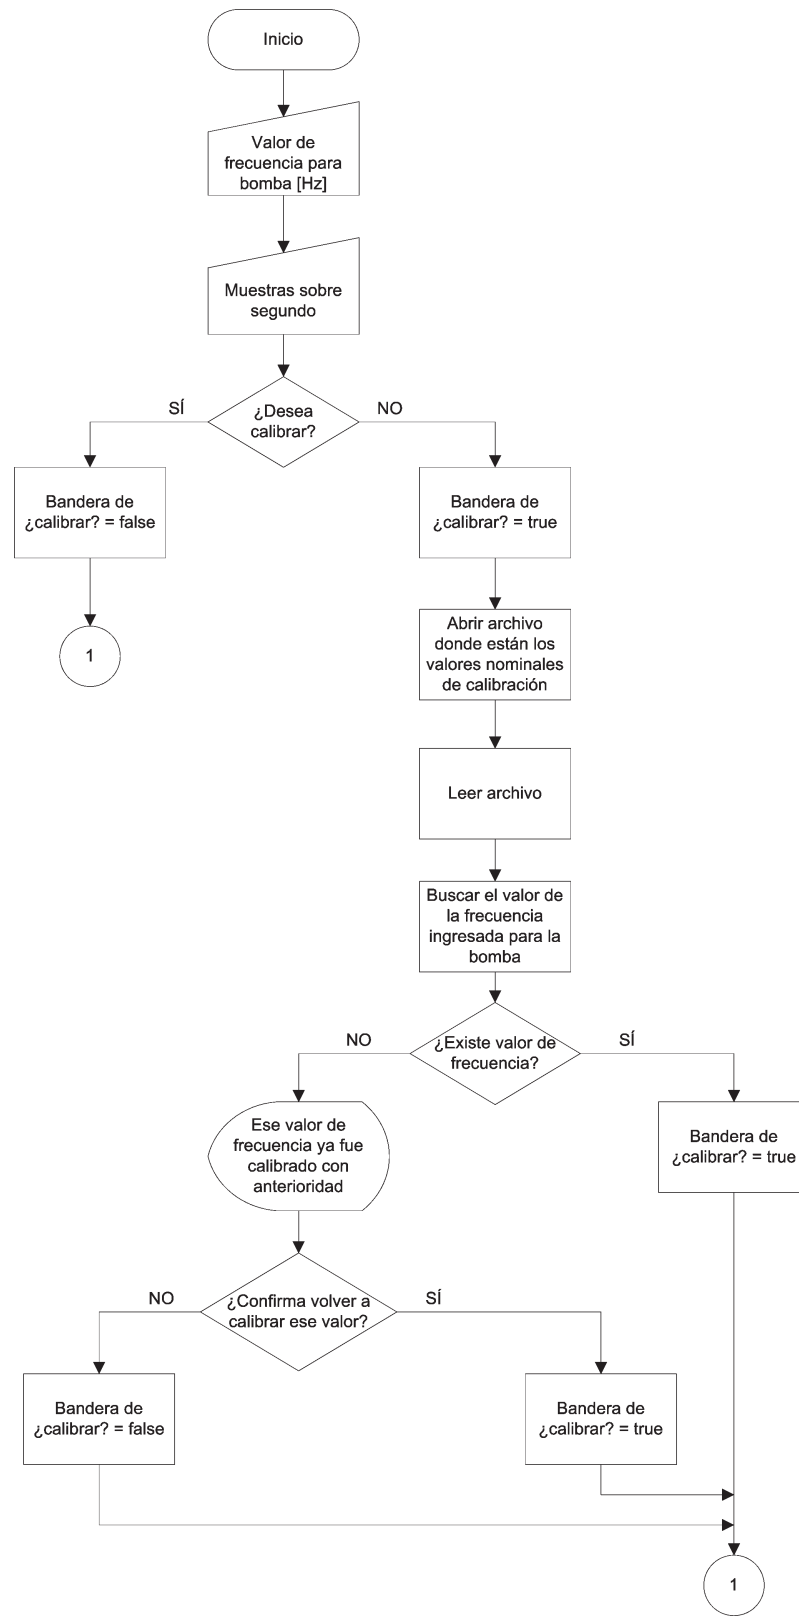 Inicio
Valor de
frecuencia para
bomba [Hz]
Muestras sobre
segundo
SÍ
¿Desea
calibrar?
NO
Bandera de
¿calibrar? = false
Bandera de
¿calibrar? = true
1
Abrir archivo
donde están los
valores nominales
de calibración
Leer archivo
Buscar el valor de
la frecuencia
ingresada para la
bomba
NO
¿Existe valor de
frecuencia?
SÍ
Ese valor de
frecuencia ya fue
calibrado con
anterioridad
Bandera de
¿calibrar? = true
NO
¿Confirma volver a
calibrar ese valor?
SÍ
Bandera de
¿calibrar? = false
Bandera de
¿calibrar? = true
1